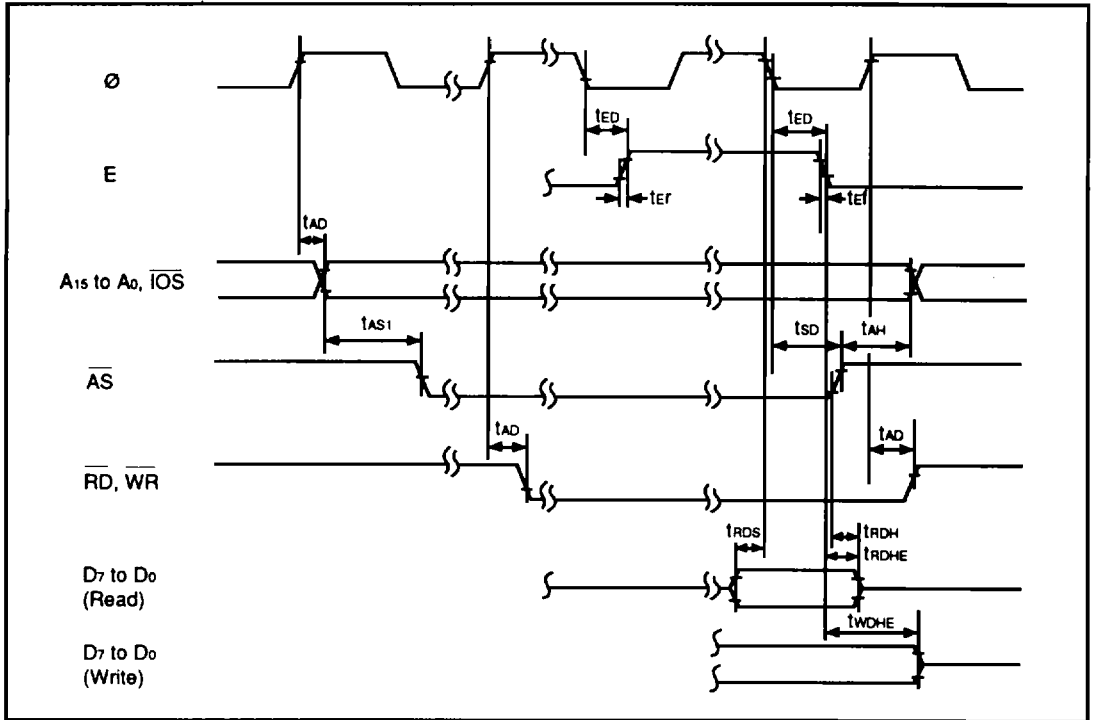 Ø
tED
tED
E
tEr
tEf
tAD
A15 to A0, IOS
tAS1
tSD
tAH
AS
tAD
tAD
RD, WR
tRDS
tRDH
tRDHE
D7 to D0
(Read)
tWDHE
D7 to D0
(Write)